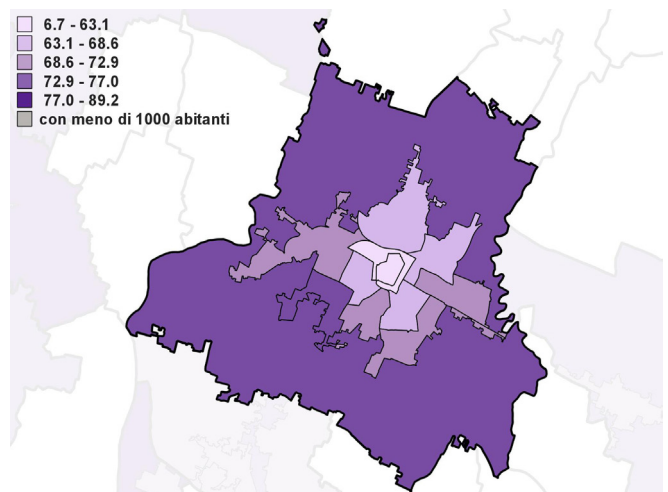 6.7 - 63.1
63.1 - 68.6
68.6 - 72.9
72.9 - 77.0
77.0 - 89.2
con meno di 1000 abitanti